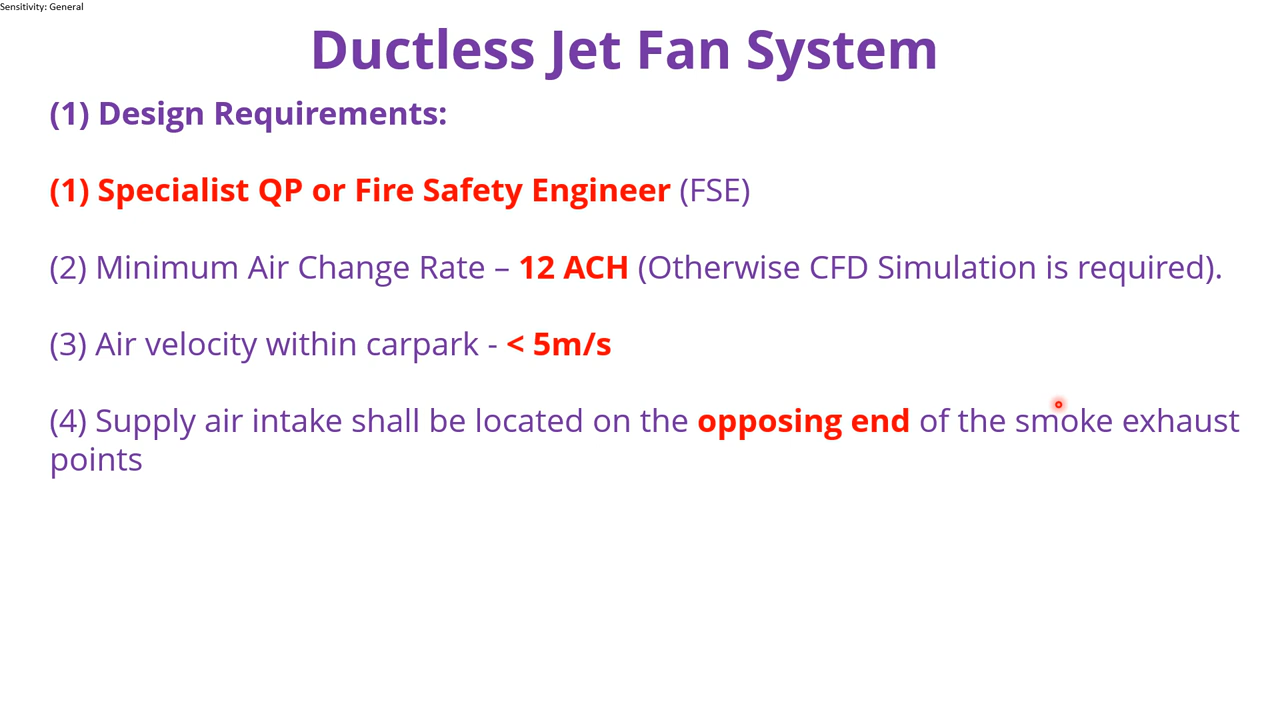 Sensitivity: General
Ductless Jet Fan System
(1) Design Requirements:
(1) Specialist QP or Fire Safety Engineer (FSE)
(2) Minimum Air Change Rate – 12 ACH (Otherwise CFD Simulation is required).
(3) Air velocity within carpark - < 5m/s
(4) Supply air intake shall be located on the opposing end of the smoke exhaust
points